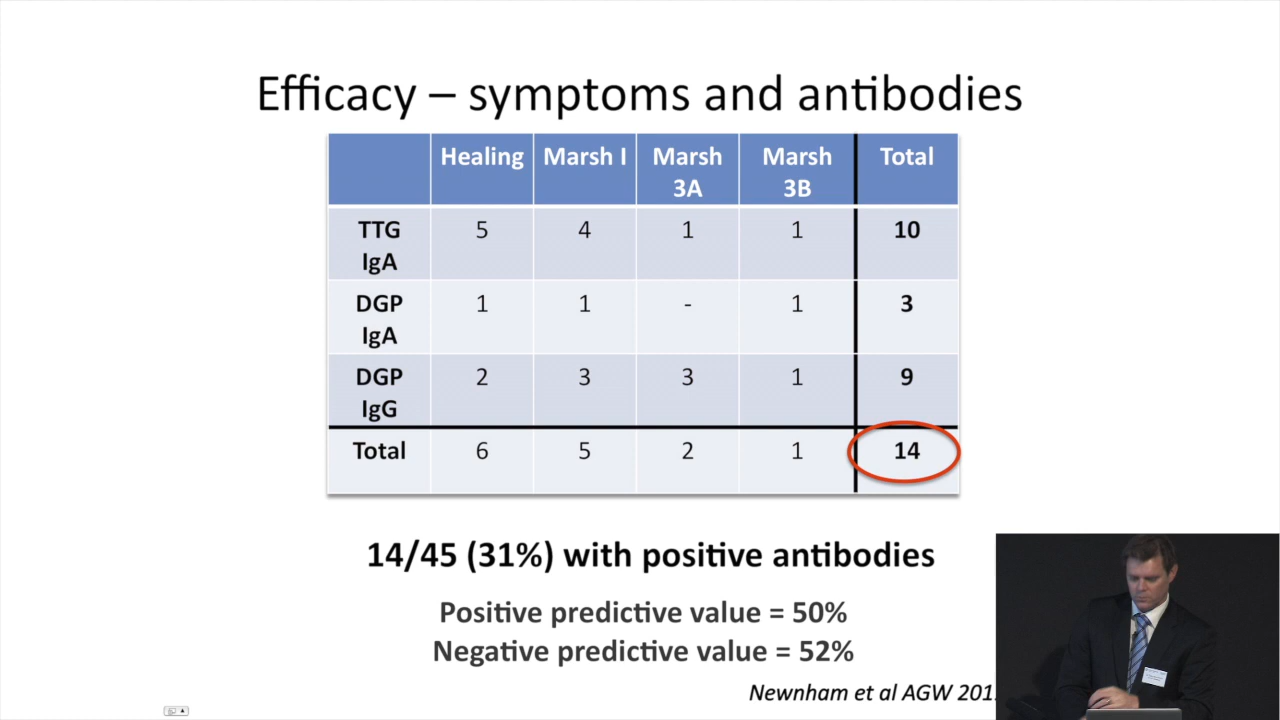 Efficacy – symptoms and antibodies
Healing Marsh I Marsh 3A Marsh 3B Total
TTG IgA 5 4 1 1 10
DGP IgA 1 1 - 1 3
DGP IgG 2 3 3 1 9
Total 6 5 2 1 14
14/45 (31%) with positive antibodies
Positive predictive value = 50%
Negative predictive value = 52%
Newnham et al AGW